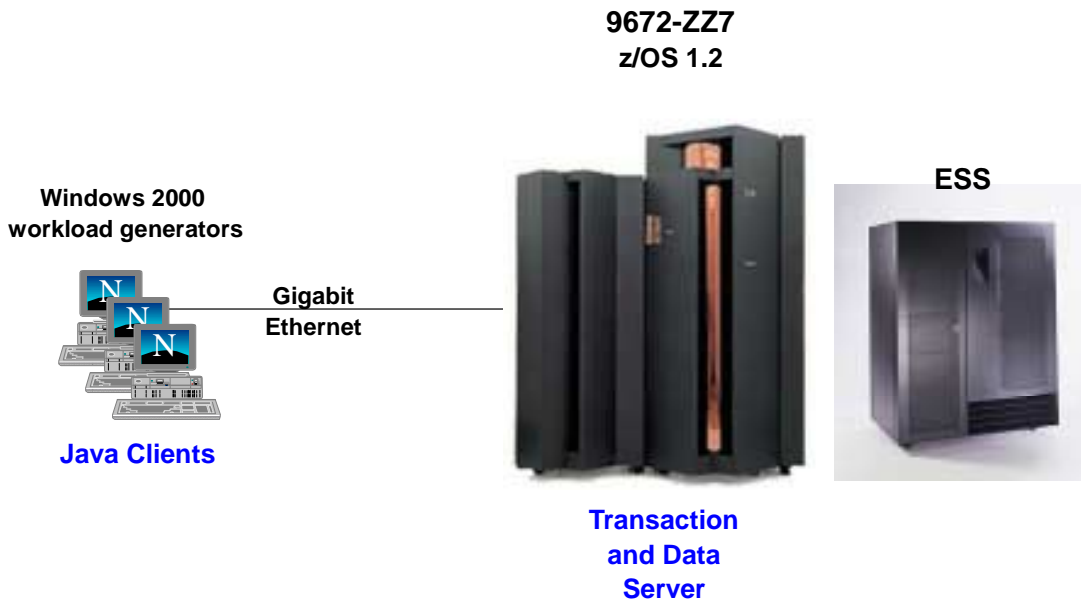 9672-ZZ7
z/OS 1.2
ESS
Windows 2000
workload generators
N
N
N
Gigabit
Ethernet
Java Clients
Transaction
and Data
Server